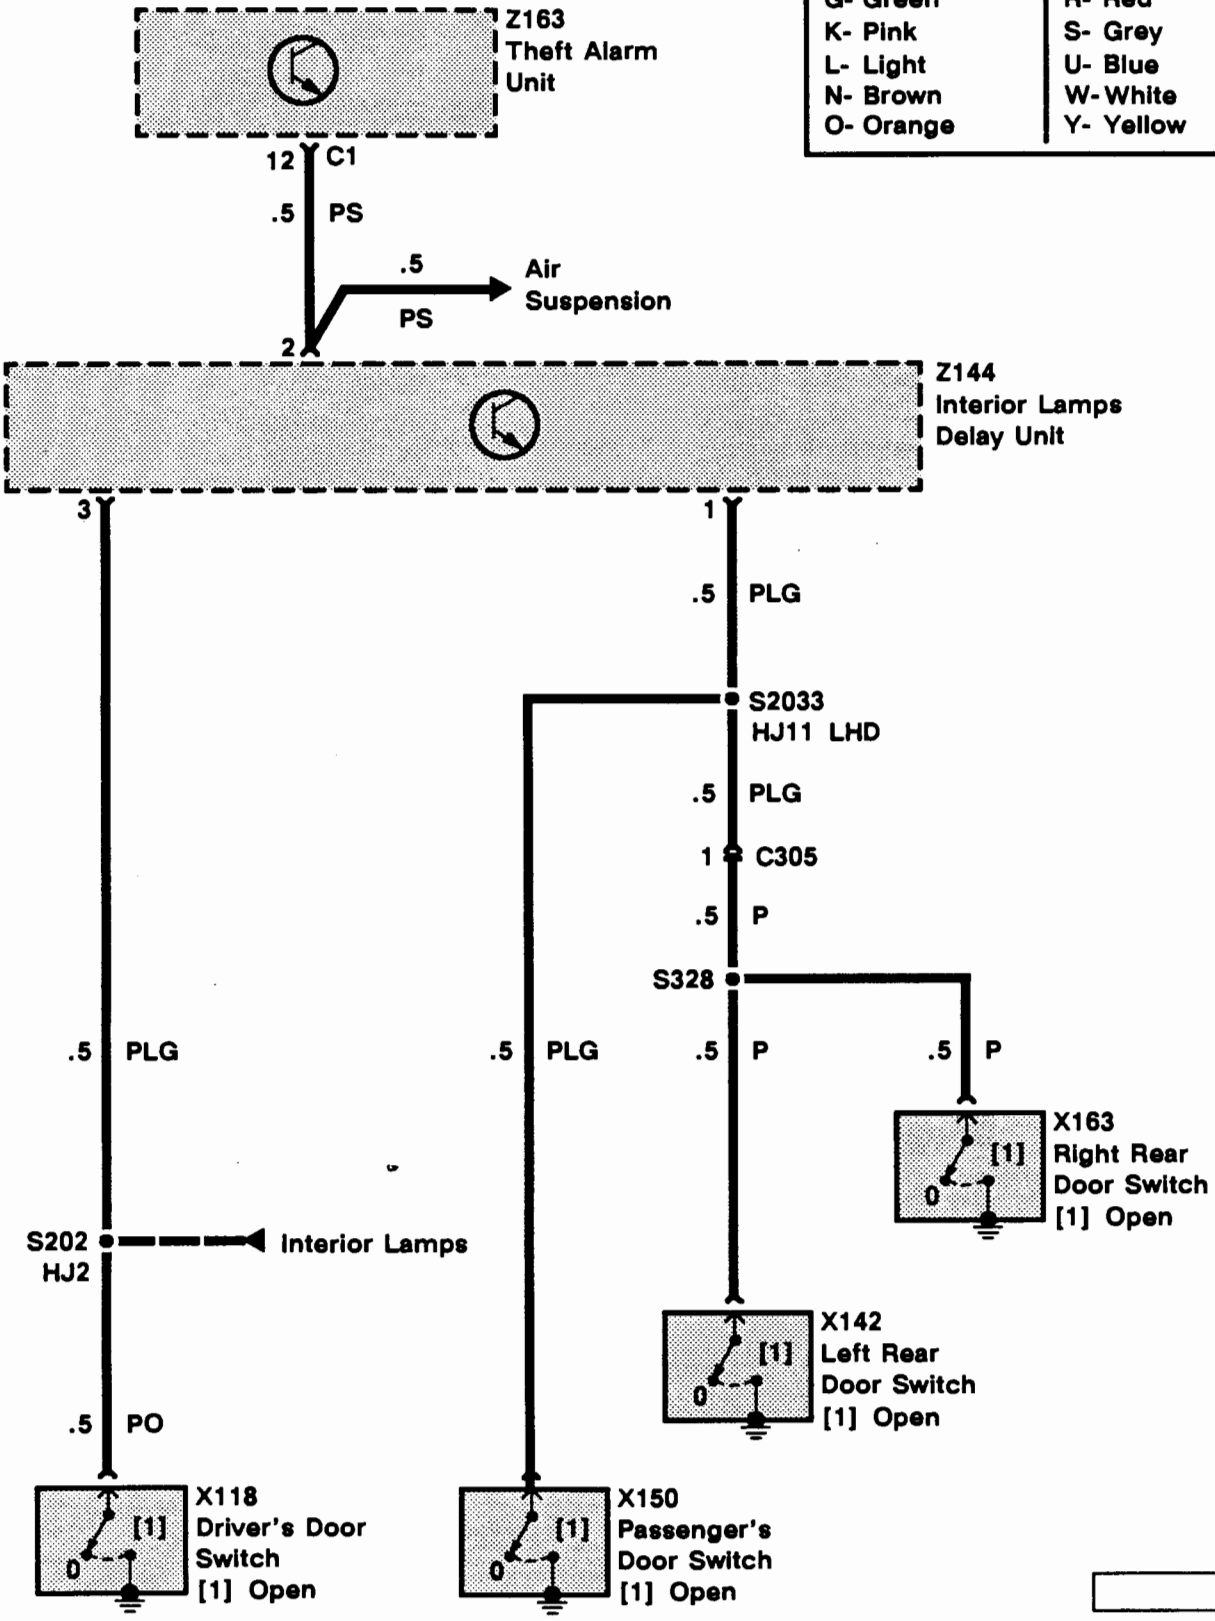 Z163
Theft Alarm
Unit
G- Green
R- Red
K- Pink
S- Grey
L- Light
U- Blue
N- Brown
W- White
O- Orange
Y- Yellow
12
C1
.5
PS
.5
PS
Air
Suspension
2
Z144
Interior Lamps
Delay Unit
3
1
.5
PLG
S2033
HJ11 LHD
.5
PLG
1
C305
.5
P
S328
.5
PLG
.5
PLG
.5
P
.5
P
[1]
0
X163
Right Rear
Door Switch
[1] Open
S202
HJ2
Interior Lamps
[1]
0
X142
Left Rear
Door Switch
[1] Open
.5
PO
[1]
0
X118
Driver's Door
Switch
[1] Open
[1]
0
X150
Passenger's
Door Switch
[1] Open